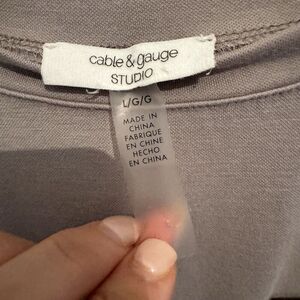 cable & gauge
STUDIO
L/G/G
MADE IN
CHINA
FABRIQUE
EN CHINE
HECHO
EN CHINA